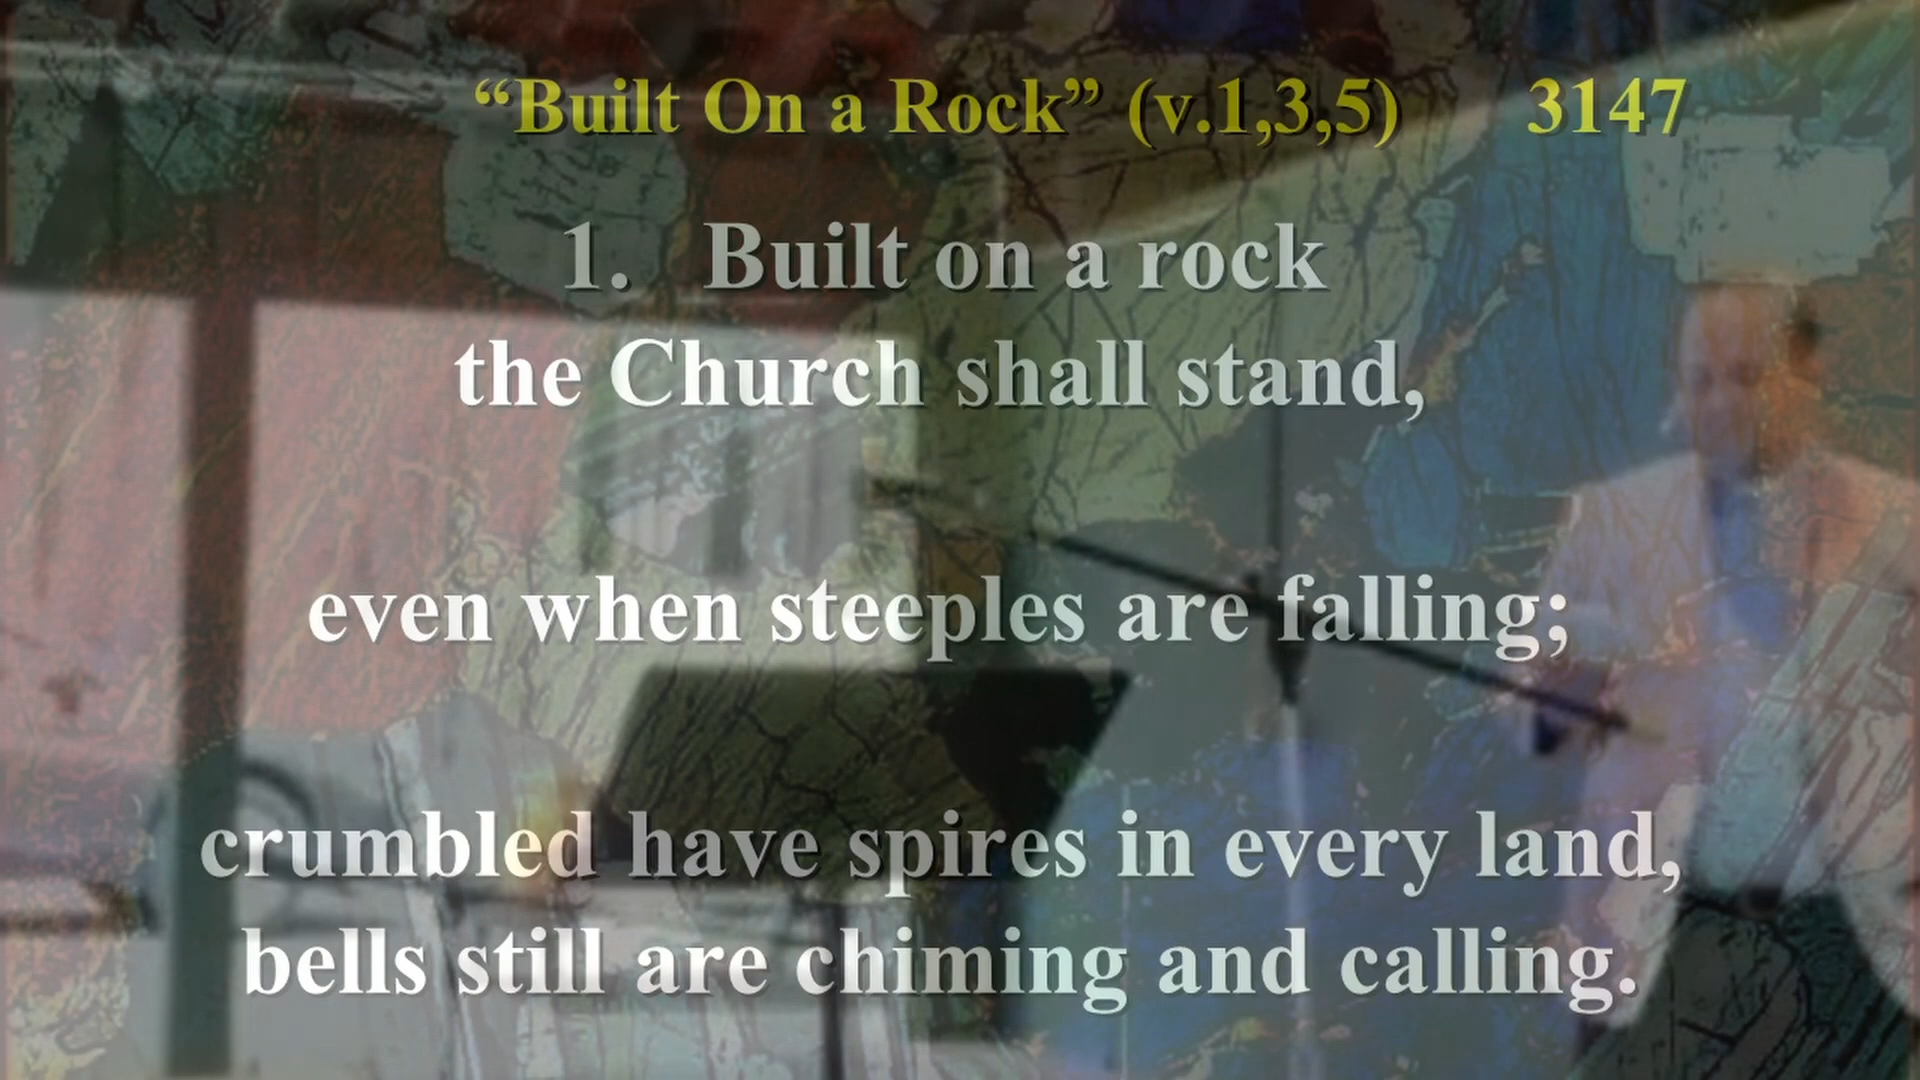 “Built On a Rock” (v.1,3,5) 3147
1. Built on a rock
the Church shall stand,
even when steeples are falling;
crumbled have spires in every land,
bells still are chiming and calling.